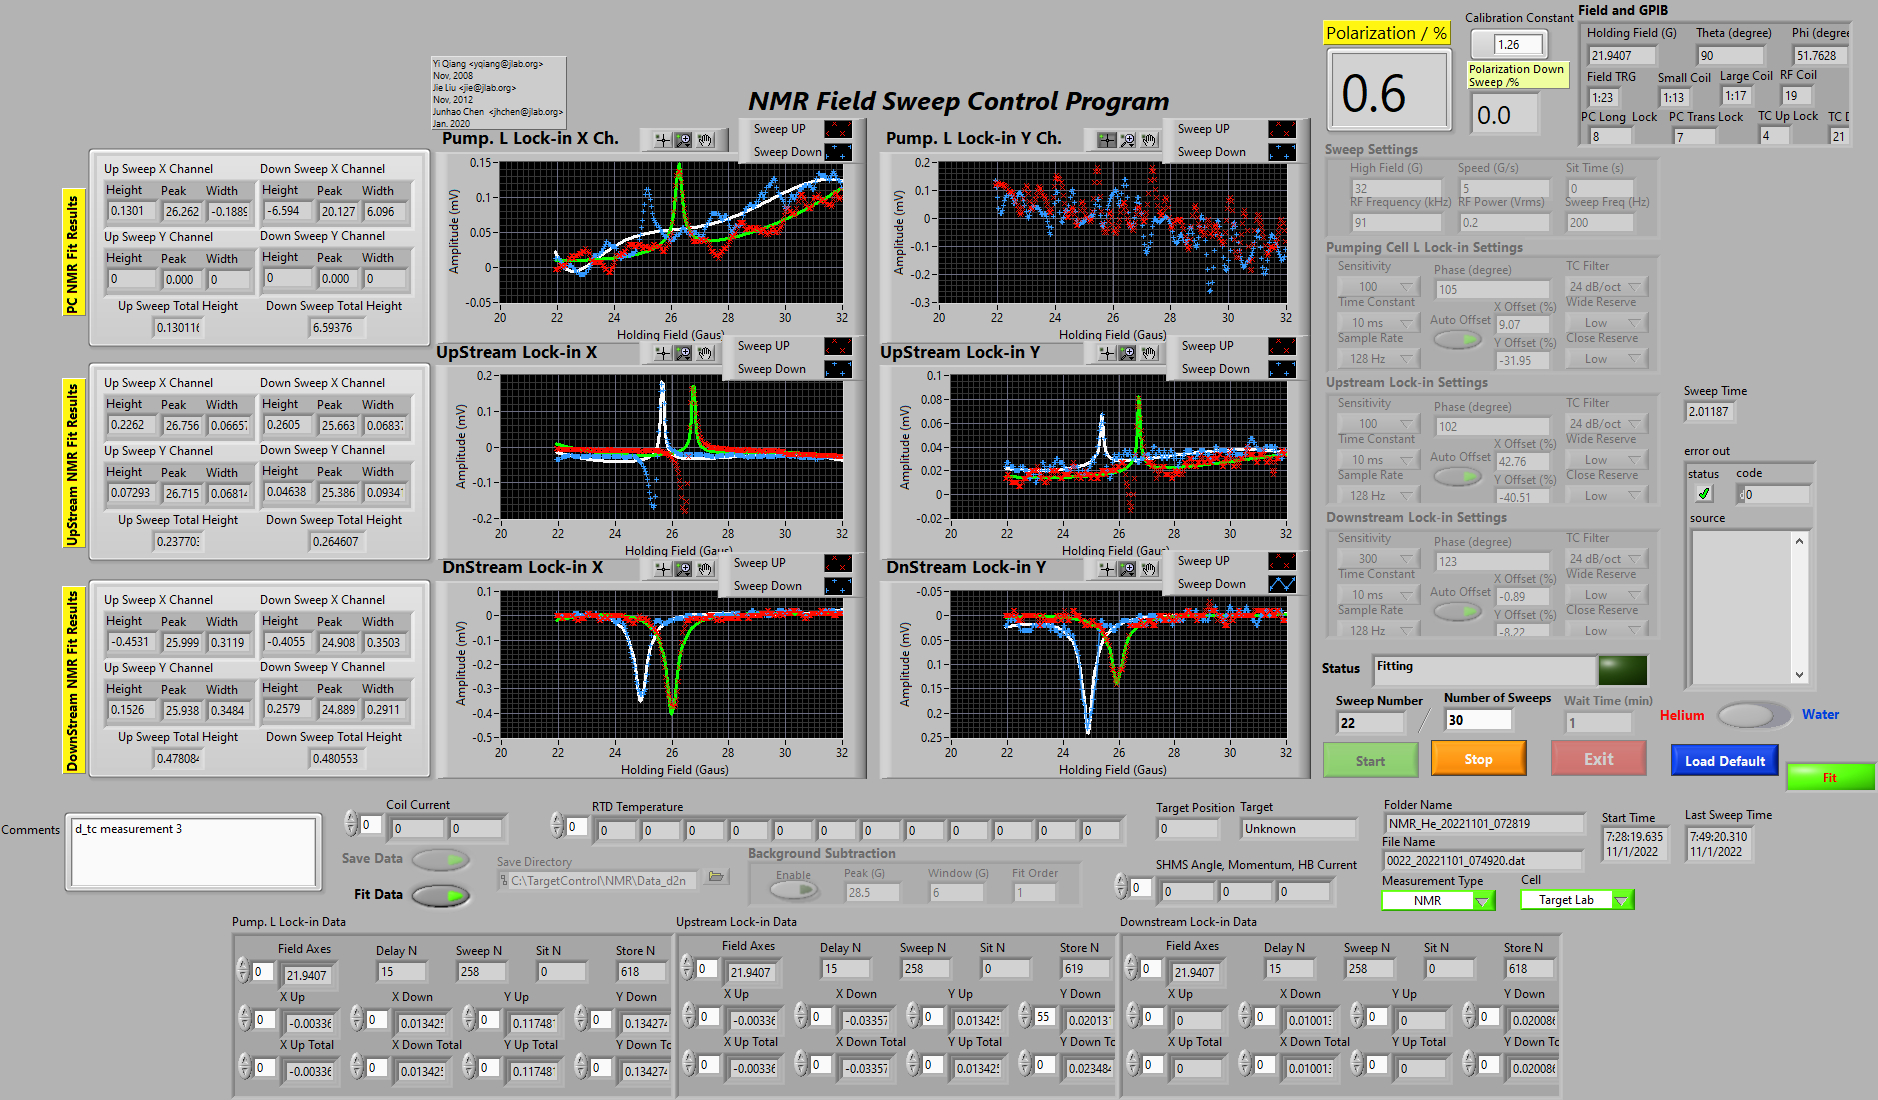 Yi Qiang <yqiang@jlab.org>
Nov, 2008
Jie Liu <jie@jlab.org>
Nov, 2012
Junhao Chen <jhchen@jlab.org>
Jan. 2020
NMR Field Sweep Control Program
Polarization / %
0.6
Calibration Constant
1.26
Polarization Down
Sweep /%
0.0
Field and GPIB
Holding Field (G) Theta (degree) Phi (degree
21.9407 90 51.7628
Field TRG Small Coil Large Coil RF Coil
1:23 1:13 1:17 19
PC Long Lock PC Trans Lock TC Up Lock TC D
8 7 4 21
PC NMR Fit Results
Up Sweep X Channel Down Sweep X Channel
Height Peak Width Height Peak Width
0.1301 26.262 -0.1889 -6.594 20.127 6.096
Up Sweep Y Channel Down Sweep Y Channel
Height Peak Width Height Peak Width
0 0.000 0 0 0.000 0
Up Sweep Total Height Down Sweep Total Height
0.130116 6.59376
Pump. L Lock-in X Ch.
Sweep UP
Sweep Down
Amplitude (mV)
0.15
0.1
0.05
0
-0.05
20 22 24 26 28 30 32
Holding Field (Gaus)
Pump. L Lock-in Y Ch.
Sweep UP
Sweep Down
Amplitude (mV)
0.2
0.1
0
-0.1
-0.2
-0.3
20 22 24 26 28 30 32
Holding Field (Gaus)
Sweep Settings
High Field (G) Speed (G/s) Sit Time (s)
32 5 0
RF Frequency (kHz) RF Power (Vrms) Sweep Freq (Hz)
91 0.2 200
Pumping Cell L Lock-in Settings
Sensitivity Phase (degree) TC Filter
100 105 24 dB/oct
Time Constant X Offset (%) Wide Reserve
10 ms Auto Offset 9.07 Low
Sample Rate Y Offset (%) Close Reserve
128 Hz -31.95 Low
UpStream NMR Fit Results
Up Sweep X Channel Down Sweep X Channel
Height Peak Width Height Peak Width
0.2262 26.756 0.06657 0.2605 25.663 0.06837
Up Sweep Y Channel Down Sweep Y Channel
Height Peak Width Height Peak Width
0.07293 26.715 0.06814 0.04638 25.386 0.0934
Up Sweep Total Height Down Sweep Total Height
0.237703 0.264607
UpStream Lock-in X
Sweep UP
Sweep Down
Amplitude (mV)
0.2
0.1
0
-0.1
-0.2
20 22 24 26 28 30 32
Holding Field (Gaus)
UpStream Lock-in Y
Sweep UP
Sweep Down
Amplitude (mV)
0.1
0.08
0.06
0.04
0.02
0
-0.02
20 22 24 26 28 30 32
Holding Field (Gaus)
Upstream Lock-in Settings
Sensitivity Phase (degree) TC Filter
100 102 24 dB/oct
Time Constant X Offset (%) Wide Reserve
10 ms Auto Offset 42.76 Low
Sample Rate Y Offset (%) Close Reserve
128 Hz -40.51 Low
Sweep Time
2.01187
error out
status code
0
source
DownStream NMR Fit Results
Up Sweep X Channel Down Sweep X Channel
Height Peak Width Height Peak Width
-0.4531 25.999 0.3119 -0.4055 24.908 0.3503
Up Sweep Y Channel Down Sweep Y Channel
Height Peak Width Height Peak Width
0.1526 25.938 0.3484 0.2579 24.889 0.2911
Up Sweep Total Height Down Sweep Total Height
0.478084 0.480553
DnStream Lock-in X
Sweep UP
Sweep Down
Amplitude (mV)
0.1
0
-0.1
-0.2
-0.3
-0.4
-0.5
20 22 24 26 28 30 32
Holding Field (Gaus)
DnStream Lock-in Y
Sweep UP
Sweep Down
Amplitude (mV)
-0.05
0
0.05
0.1
0.15
0.2
0.25
20 22 24 26 28 30 32
Holding Field (Gaus)
Downstream Lock-in Settings
Sensitivity Phase (degree) TC Filter
300 123 24 dB/oct
Time Constant X Offset (%) Wide Reserve
10 ms Auto Offset -0.89 Low
Sample Rate Y Offset (%) Close Reserve
128 Hz -8.22 Low
Status Fitting
Sweep Number Number of Sweeps Wait Time (min)
22 / 30 1
Helium Water
Start Stop Exit Load Default Fit
Comments d_tc measurement 3
Coil Current
0 0 0
Save Data
Fit Data
RTD Temperature
0 0 0 0 0 0 0 0 0 0 0 0 0
Save Directory
C:\TargetControl\NMR\Data_d2n
Background Subtraction
Enable Peak (G) Window (G) Fit Order
28.5 6 1
Target Position Target
0 Unknown
SHMS Angle, Momentum, HB Current
0 0 0 0
Folder Name
NMR_He_20221101_072819
File Name
0022_20221101_074920.dat
Measurement Type Cell
NMR Target Lab
Start Time
7:28:19.635
11/1/2022
Last Sweep Time
7:49:20.310
11/1/2022
Pump. L Lock-in Data
Field Axes Delay N Sweep N Sit N Store N
0 21.9407 15 258 0 618
X Up X Down Y Up Y Down
0 -0.00336 0 0.01342 0 0.11748 0 0.134274
X Up Total X Down Total Y Up Total Y Down To
0 -0.00336 0 0.01342 0 0.11748 0 0.134274
Upstream Lock-in Data
Field Axes Delay N Sweep N Sit N Store N
0 21.9407 15 258 0 619
X Up X Down Y Up Y Down
0 -0.00336 0 -0.03357 0 0.01342 55 0.02013
X Up Total X Down Total Y Up Total Y Down To
0 -0.00336 0 -0.03357 0 0.01342 0 0.023484
Downstream Lock-in Data
Field Axes Delay N Sweep N Sit N Store N
0 21.9407 15 258 0 618
X Up X Down Y Up Y Down
0 0 0 0.01001 0 0 0 0.020086
X Up Total X Down Total Y Up Total Y Down To
0 0 0 0.01001 0 0 0 0.020086